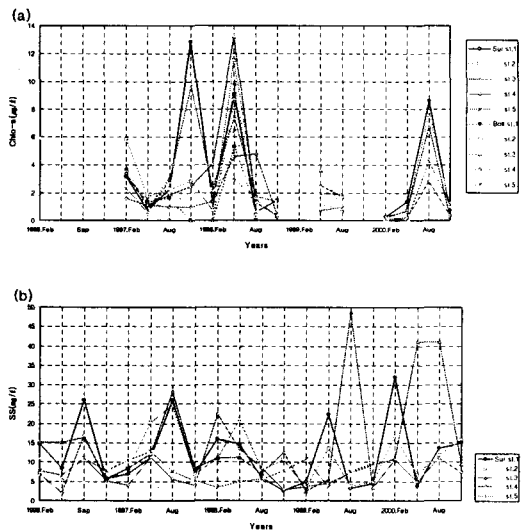 (a)
14
12
10
8
6
4
2
0
Chlo-a(㎍/ℓ)
1996.Feb Sep 1997.Feb Aug 1998.Feb Aug 1999.Feb Aug 2000.Feb Aug
Years
Sur st.1
st.2
st.3
st.4
st.5
Bott st.1
st.2
st.3
st.4
st.5
(b)
50
45
40
35
30
25
20
15
10
5
0
SS(㎎/ℓ)
1996.Feb Sep 1997.Feb Aug 1998.Feb Aug 1999.Feb Aug 2000.Feb Aug
Years
Sur st.1
st.2
st.3
st.4
st.5